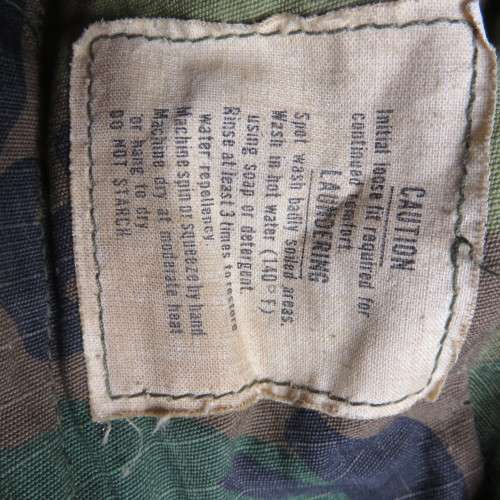 CAUTION
Initial loose fit required for
continued comfort.
LAUNDERING
Spot wash badly soiled areas.
Wash in hot water (140°F)
using soap or detergent.
Rinse at least 3 times to restore
water repellency.
Machine spin or squeeze by hand
Machine dry at moderate heat
or hang to dry
DO NOT STARCH